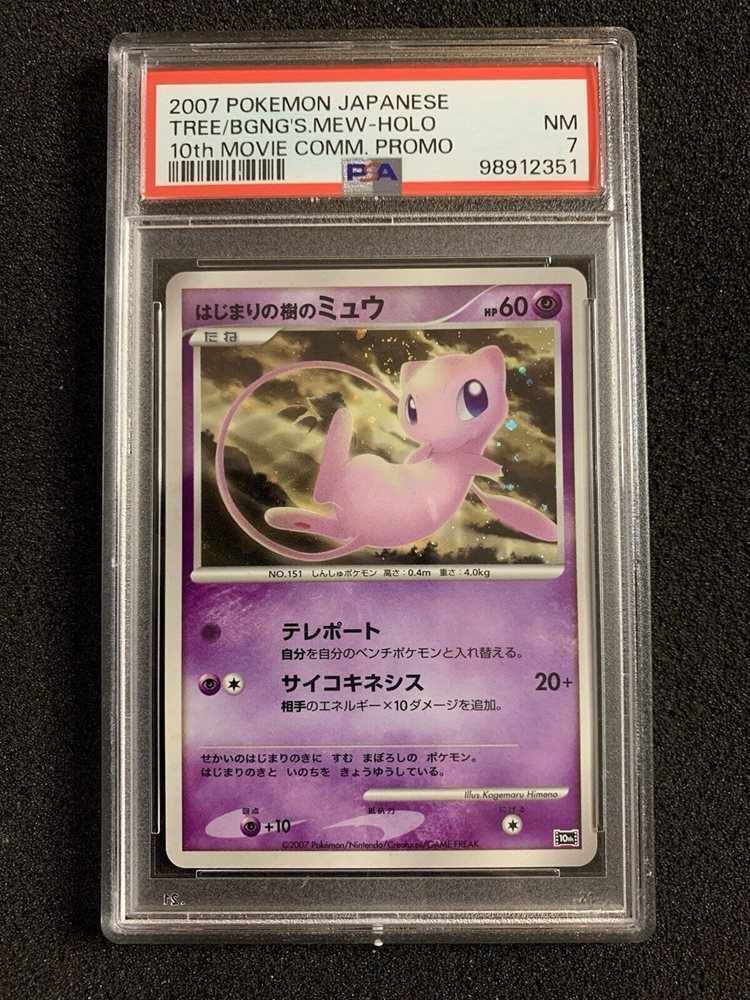 2007 POKEMON JAPANESE
TREE/BGNG'S.MEW-HOLO NM
10th MOVIE COMM. PROMO 7
PSA 98912351
はじまりの樹のミュウ HP60
たね
NO.151 しんしゅポケモン 高さ:0.4m 重さ:4.0kg
テレポート
自分を自分のベンチポケモンと入れ替える。
サイコキネシス 20+
相手のエネルギー×10ダメージを追加。
せかいのはじまりのきに すむ まぼろしの ポケモン。
はじまりのきと いのちを きょうゆうしている。
Illus.Kagemaru Himeno
弱点 抵抗力 にげる
+10
10th
©2007 Pokémon/Nintendo/Creatures/GAME FREAK.